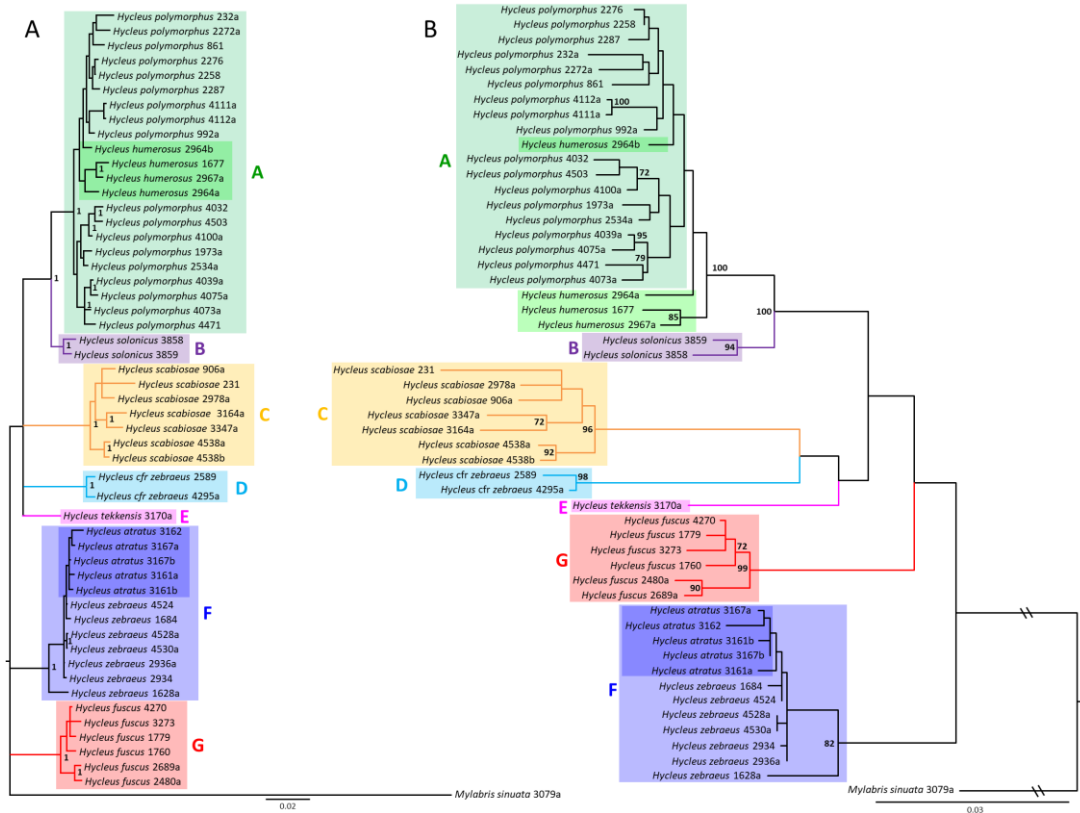 A
Hycleus polymorphus 232a
Hycleus polymorphus 2272a
Hycleus polymorphus 861
Hycleus polymorphus 2276
Hycleus polymorphus 2258
Hycleus polymorphus 2287
Hycleus polymorphus 4111a
Hycleus polymorphus 4112a
Hycleus polymorphus 992a
Hycleus humerosus 2964b
Hycleus humerosus 1677
1
Hycleus humerosus 2967a
A
Hycleus humerosus 2964a
Hycleus polymorphus 4032
1
1
Hycleus polymorphus 4503
Hycleus polymorphus 4100a
Hycleus polymorphus 1973a
Hycleus polymorphus 2534a
1
Hycleus polymorphus 4039a
1
Hycleus polymorphus 4075a
1
Hycleus polymorphus 4073a
Hycleus polymorphus 4471
Hycleus solonicus 3858
1
B
Hycleus solonicus 3859
Hycleus scabiosae 906a
Hycleus scabiosae 231
Hycleus scabiosae 2978a
Hycleus scabiosae 3164a
1
1
C
Hycleus scabiosae 3347a
Hycleus scabiosae 4538a
1
Hycleus scabiosae 4538b
Hycleus cfr zebraeus 2589
1
D
Hycleus cfr zebraeus 4295a
Hycleus tekkensis 3170a
E
Hycleus atratus 3162
Hycleus atratus 3167a
Hycleus atratus 3167b
Hycleus atratus 3161a
Hycleus atratus 3161b
Hycleus zebraeus 4524
F
Hycleus zebraeus 1684
Hycleus zebraeus 4528a
1
Hycleus zebraeus 4530a
Hycleus zebraeus 2936a
1
Hycleus zebraeus 2934
Hycleus zebraeus 1628a
Hycleus fuscus 4270
Hycleus fuscus 3273
Hycleus fuscus 1779
G
Hycleus fuscus 1760
1
Hycleus fuscus 2689a
1
Hycleus fuscus 2480a
Mylabris sinuata 3079a
0.02
B
Hycleus polymorphus 2276
Hycleus polymorphus 2258
Hycleus polymorphus 2287
Hycleus polymorphus 232a
Hycleus polymorphus 2272a
Hycleus polymorphus 861
Hycleus polymorphus 4112a
100
Hycleus polymorphus 4111a
Hycleus polymorphus 992a
Hycleus humerosus 2964b
A
Hycleus polymorphus 4032
Hycleus polymorphus 4503
72
Hycleus polymorphus 4100a
Hycleus polymorphus 1973a
Hycleus polymorphus 2534a
Hycleus polymorphus 4039a
95
Hycleus polymorphus 4075a
79
Hycleus polymorphus 4471
Hycleus polymorphus 4073a
100
Hycleus humerosus 2964a
Hycleus humerosus 1677
100
85
Hycleus humerosus 2967a
Hycleus solonicus 3859
B
94
Hycleus solonicus 3858
Hycleus scabiosae 231
Hycleus scabiosae 2978a
Hycleus scabiosae 906a
C
Hycleus scabiosae 3347a
72
96
Hycleus scabiosae 3164a
Hycleus scabiosae 4538a
92
Hycleus scabiosae 4538b
Hycleus cfr zebraeus 2589
98
D
Hycleus cfr zebraeus 4295a
Hycleus tekkensis 3170a
E
Hycleus fuscus 4270
Hycleus fuscus 1779
72
Hycleus fuscus 3273
G
Hycleus fuscus 1760
99
Hycleus fuscus 2480a
90
Hycleus fuscus 2689a
Hycleus atratus 3167a
Hycleus atratus 3162
Hycleus atratus 3161b
Hycleus atratus 3167b
Hycleus atratus 3161a
F
Hycleus zebraeus 1684
Hycleus zebraeus 4524
Hycleus zebraeus 4528a
Hycleus zebraeus 4530a
Hycleus zebraeus 2934
82
Hycleus zebraeus 2936a
Hycleus zebraeus 1628a
Mylabris sinuata 3079a
0.03